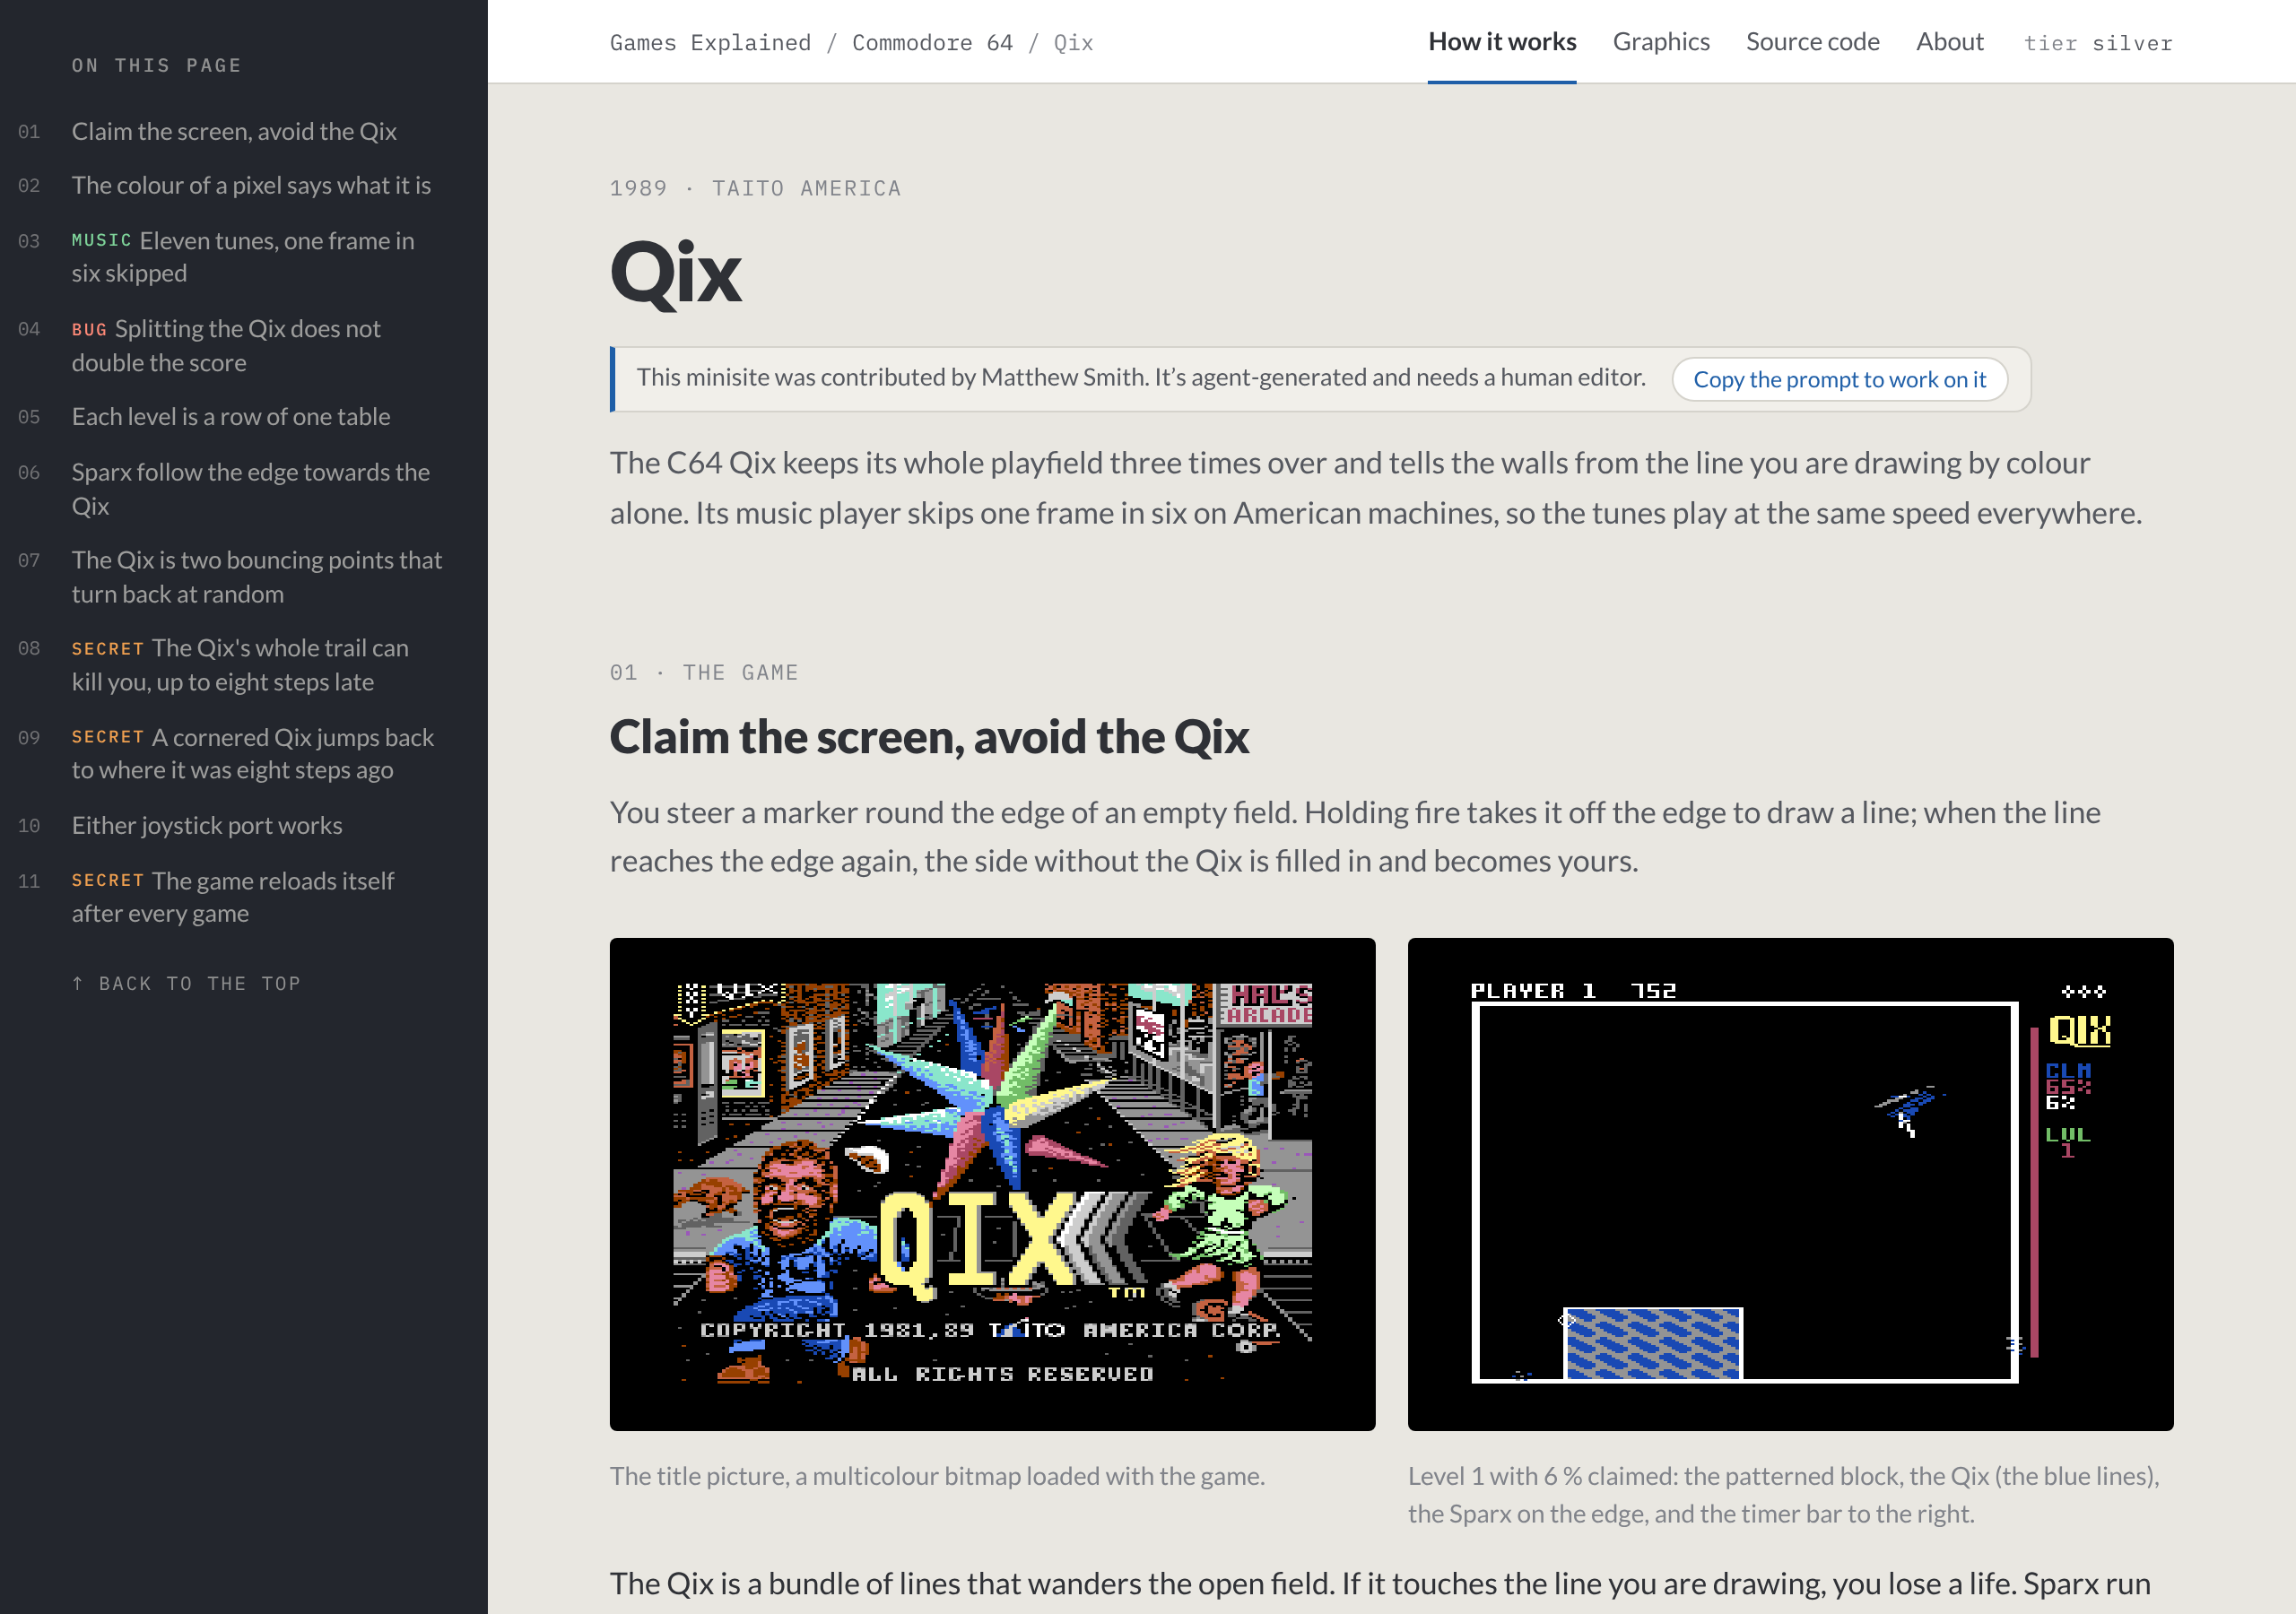 ON THIS PAGE
01 Claim the screen, avoid the Qix
02 The colour of a pixel says what it is
03 MUSIC Eleven tunes, one frame in
six skipped
04 BUG Splitting the Qix does not
double the score
05 Each level is a row of one table
06 Sparx follow the edge towards the
Qix
07 The Qix is two bouncing points that
turn back at random
08 SECRET The Qix's whole trail can
kill you, up to eight steps late
09 SECRET A cornered Qix jumps back
to where it was eight steps ago
10 Either joystick port works
11 SECRET The game reloads itself
after every game
↑ BACK TO THE TOP
Games Explained / Commodore 64 / Qix
How it works Graphics Source code About tier silver
1989 · TAITO AMERICA
Qix
This minisite was contributed by Matthew Smith. It’s agent-generated and needs a human editor. Copy the prompt to work on it
The C64 Qix keeps its whole playfield three times over and tells the walls from the line you are drawing by colour
alone. Its music player skips one frame in six on American machines, so the tunes play at the same speed everywhere.
01 · THE GAME
Claim the screen, avoid the Qix
You steer a marker round the edge of an empty field. Holding fire takes it off the edge to draw a line; when the line
reaches the edge again, the side without the Qix is filled in and becomes yours.
HAL'S
ARCADE
QIX
TM
COPYRIGHT 1981,89 TAITO AMERICA CORP.
ALL RIGHTS RESERVED
PLAYER 1 752
QIX
CLM
65%
6%
LVL
1
The title picture, a multicolour bitmap loaded with the game.
Level 1 with 6 % claimed: the patterned block, the Qix (the blue lines),
the Sparx on the edge, and the timer bar to the right.
The Qix is a bundle of lines that wanders the open field. If it touches the line you are drawing, you lose a life. Sparx run